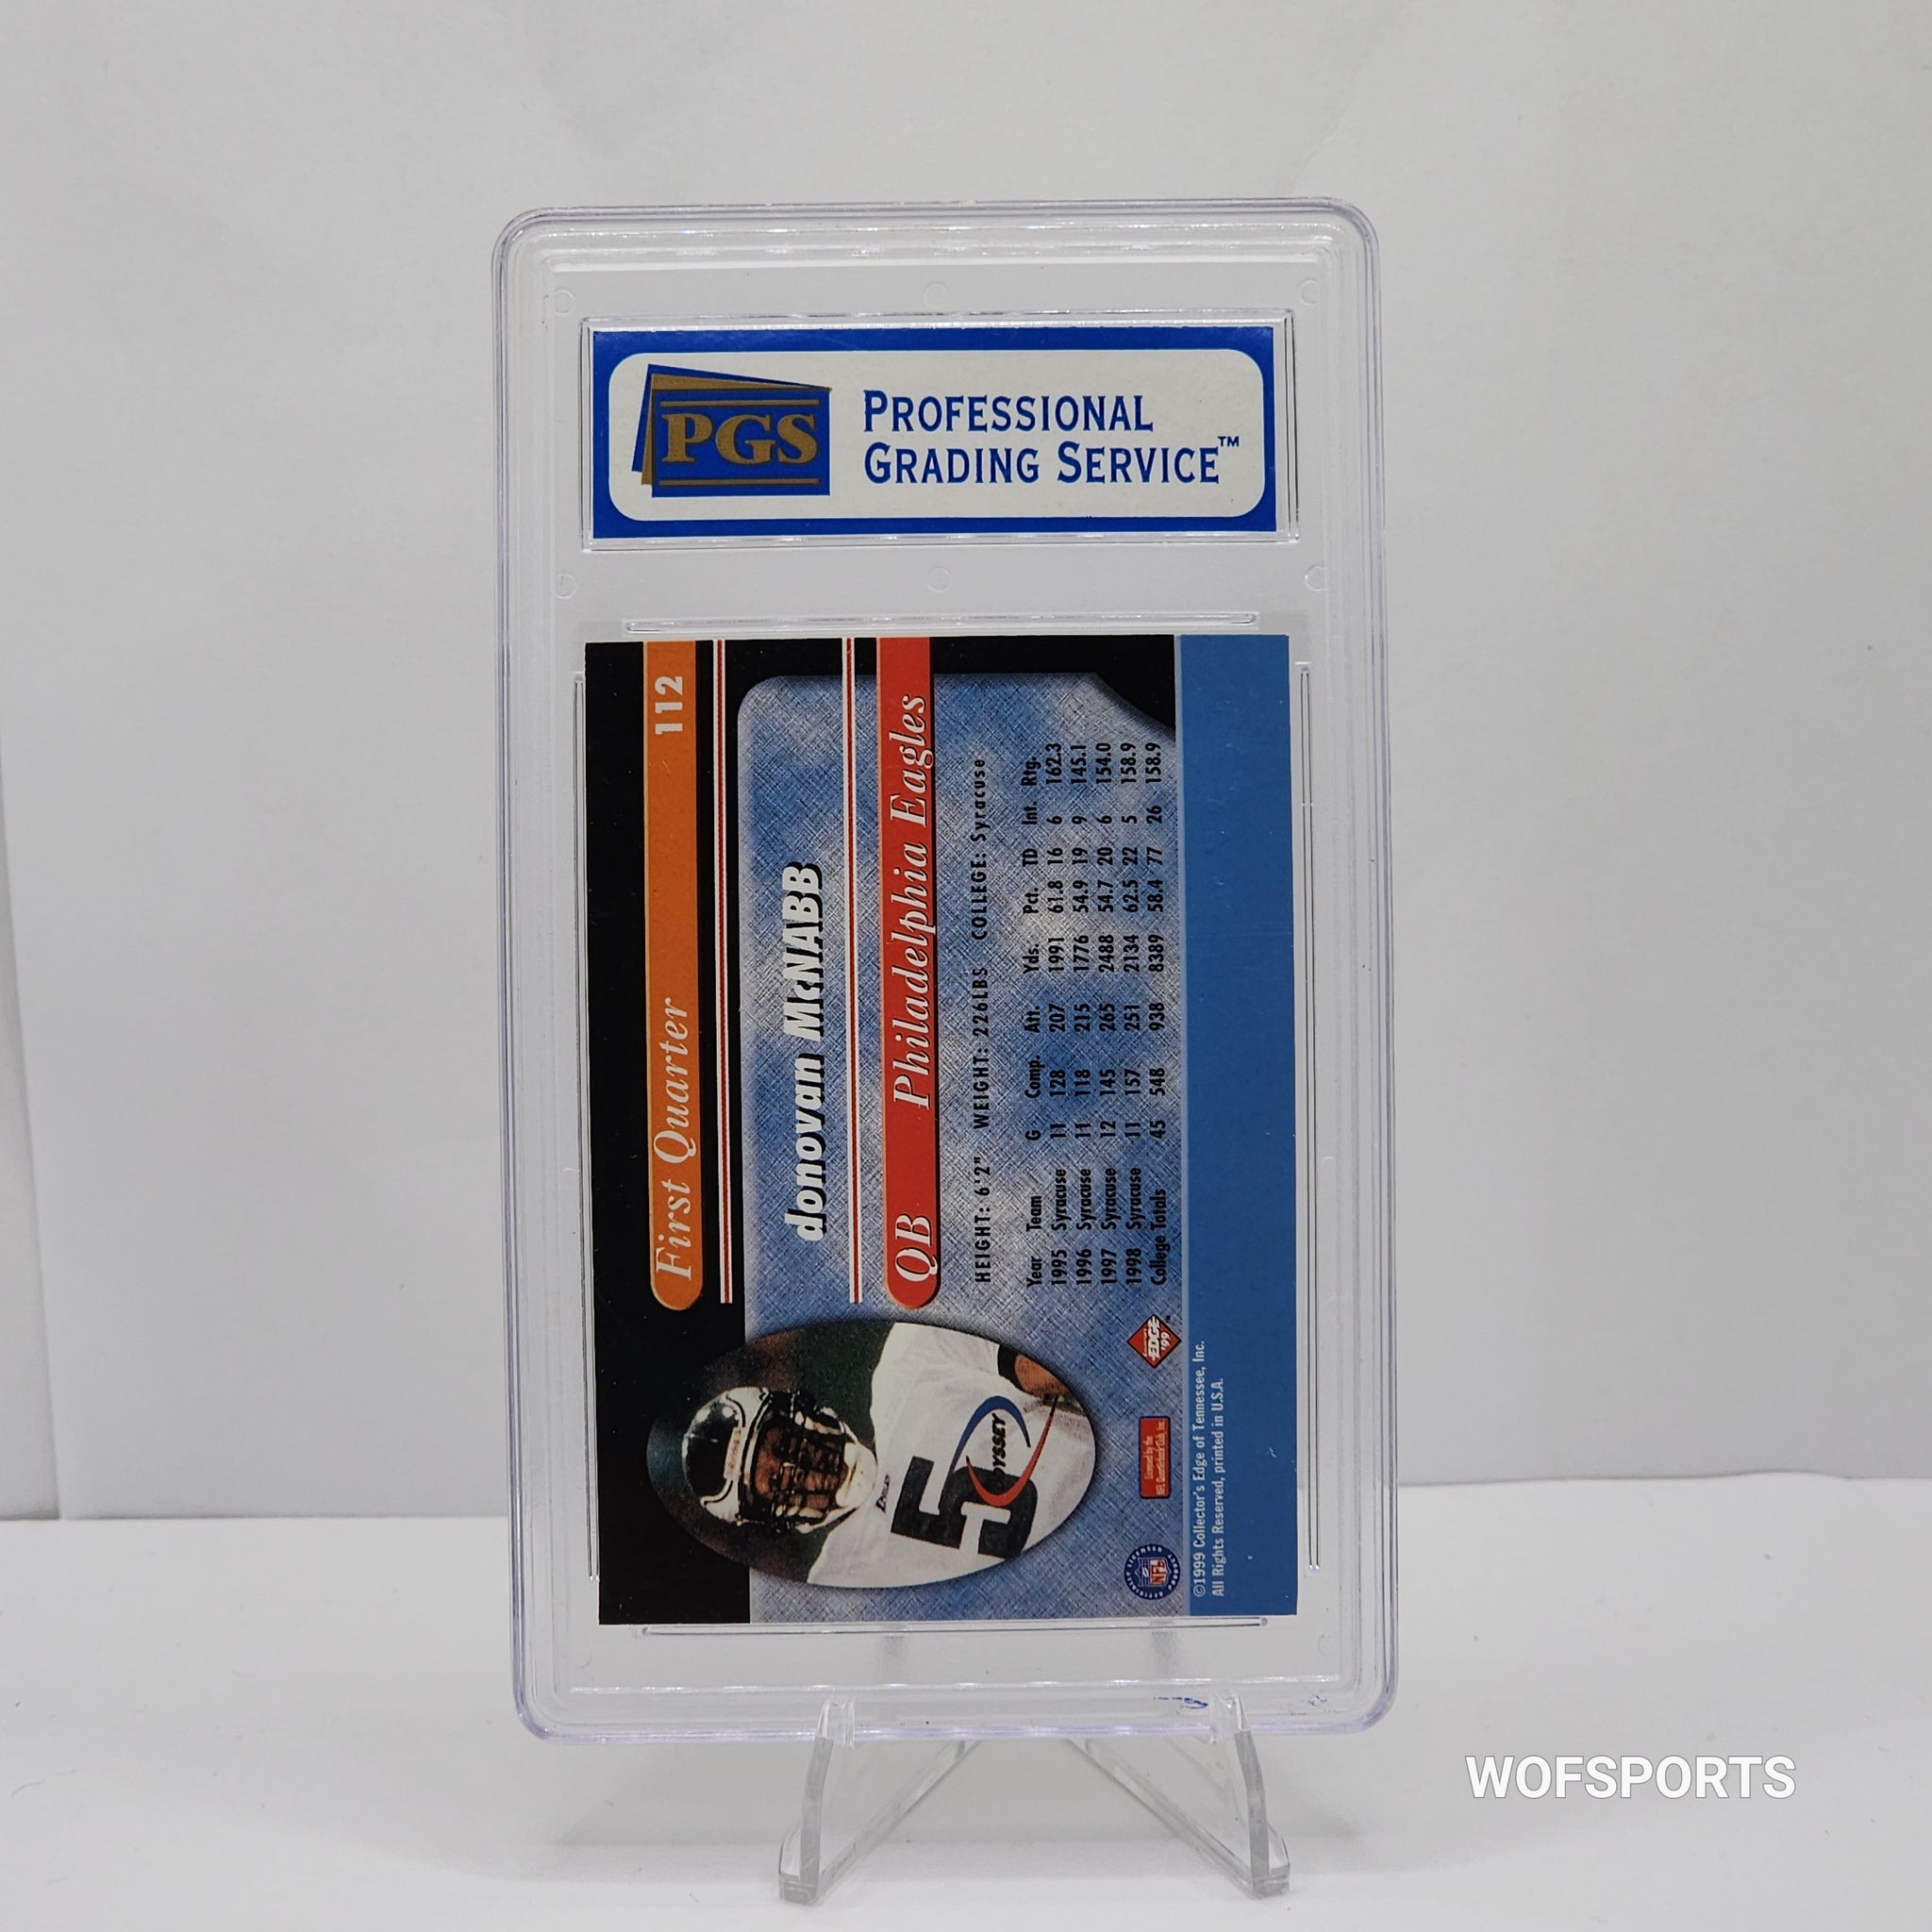 PGS
PROFESSIONAL
GRADING SERVICE™
First Quarter 112
donovan McNABB
QB Philadelphia Eagles
HEIGHT: 6'2" WEIGHT: 226LBS COLLEGE: Syracuse
Year Team G Comp. Att. Yds. Pct. TD Int. Rtg.
1995 Syracuse 11 128 207 1991 61.8 16 6 162.3
1996 Syracuse 11 118 215 1776 54.9 19 9 145.1
1997 Syracuse 12 145 265 2488 54.7 20 6 154.0
1998 Syracuse 11 157 251 2134 62.5 22 5 158.9
College Totals 45 548 938 8389 58.4 77 26 158.9
5
EDGE
'99
NFL
©1999 Collector's Edge of Tennessee, Inc.
All Rights Reserved, printed in U.S.A.
WOFSPORTS